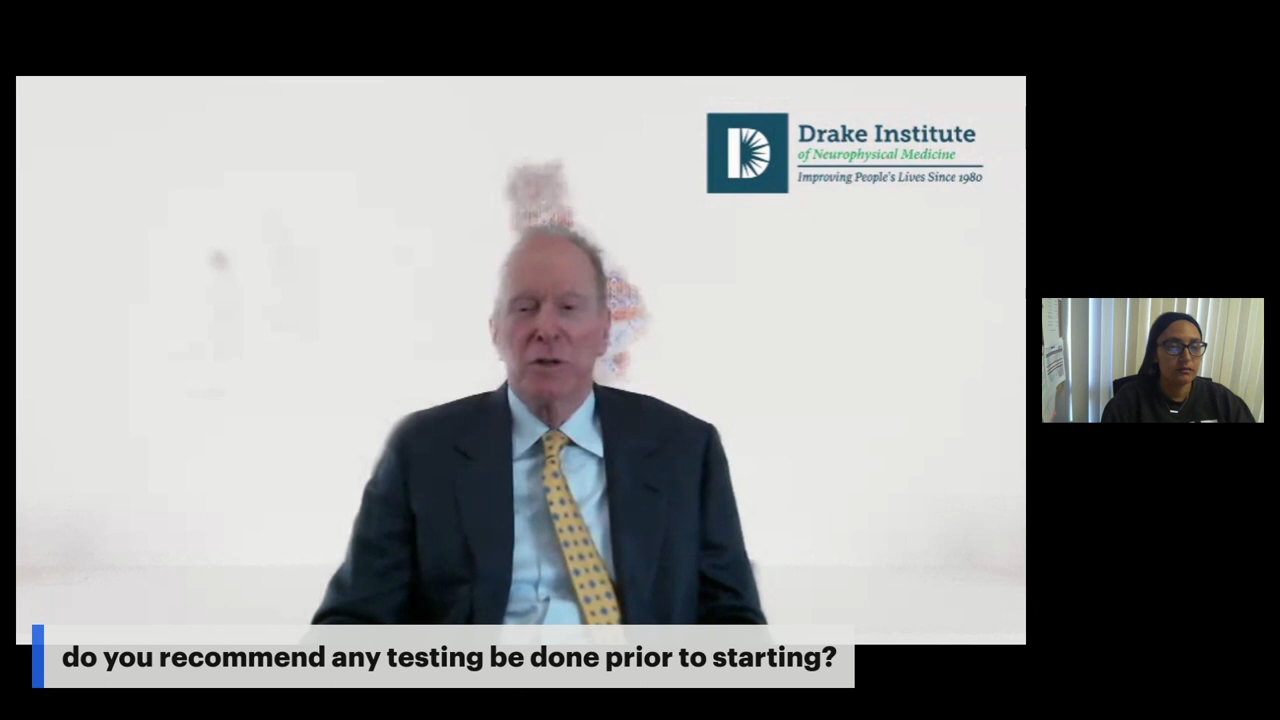 Drake Institute
of Neurophysical Medicine
Improving People's Lives Since 1980
do you recommend any testing be done prior to starting?